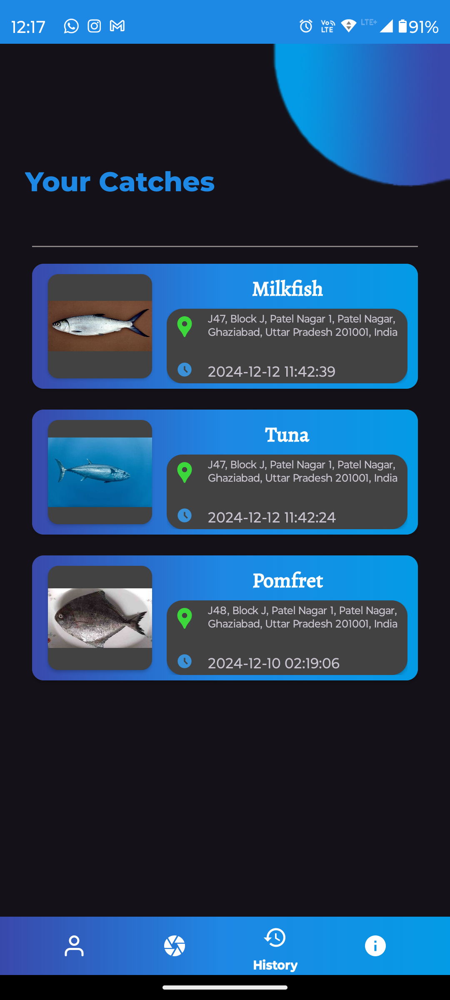 12:17
Vo LTE
LTE+
91%
Your Catches
Milkfish
J47, Block J, Patel Nagar 1, Patel Nagar,
Ghaziabad, Uttar Pradesh 201001, India
2024-12-12 11:42:39
Tuna
J47, Block J, Patel Nagar 1, Patel Nagar,
Ghaziabad, Uttar Pradesh 201001, India
2024-12-12 11:42:24
Pomfret
J48, Block J, Patel Nagar 1, Patel Nagar,
Ghaziabad, Uttar Pradesh 201001, India
2024-12-10 02:19:06
History